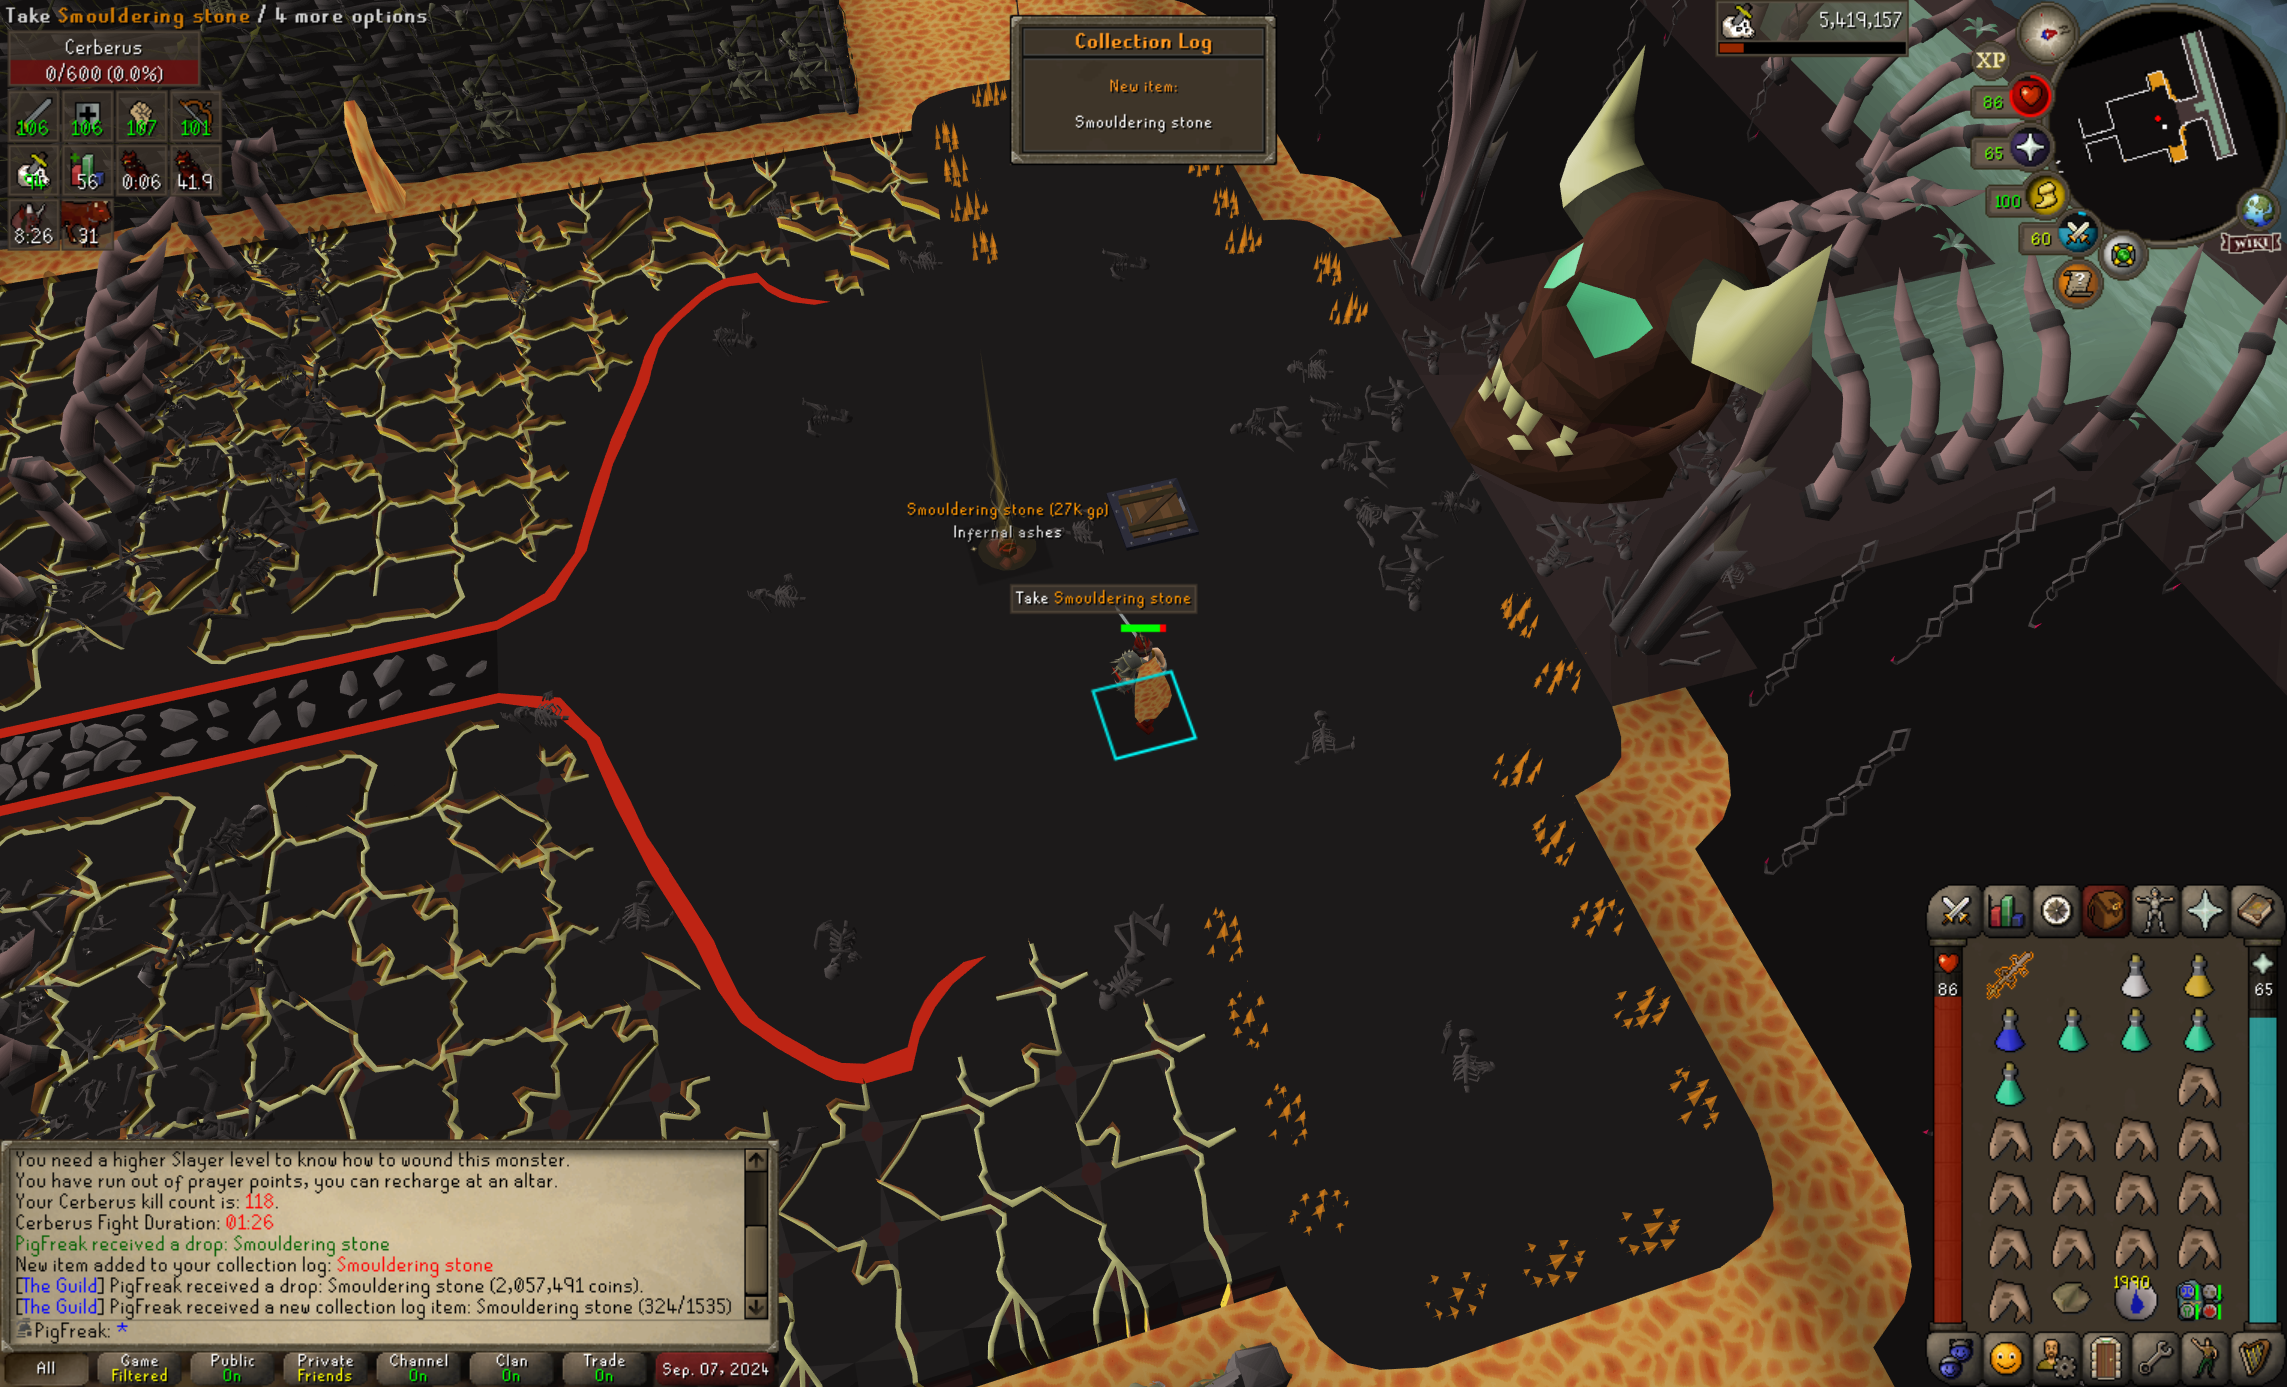 Take Smouldering stone / 4 more options
Cerberus
0/600 (0.0%)
106
106
107
101
94
56
0:06
41.9
8:26
31
Collection Log
New item:
Smouldering stone
5,419,157
XP
86
65
100
60
WIKI
Smouldering stone (27K gp)
Infernal ashes
Take Smouldering stone
86
65
1990
You need a higher Slayer level to know how to wound this monster.
You have run out of prayer points, you can recharge at an altar.
Your Cerberus kill count is: 118.
Cerberus Fight Duration: 01:26
PigFreak received a drop: Smouldering stone
New item added to your collection log: Smouldering stone
[The Guild] PigFreak received a drop: Smouldering stone (2,057,491 coins).
[The Guild] PigFreak received a new collection log item: Smouldering stone (324/1535)
PigFreak: *
All
Game
Filtered
Public
On
Private
Friends
Channel
On
Clan
On
Trade
On
Sep. 07, 2024